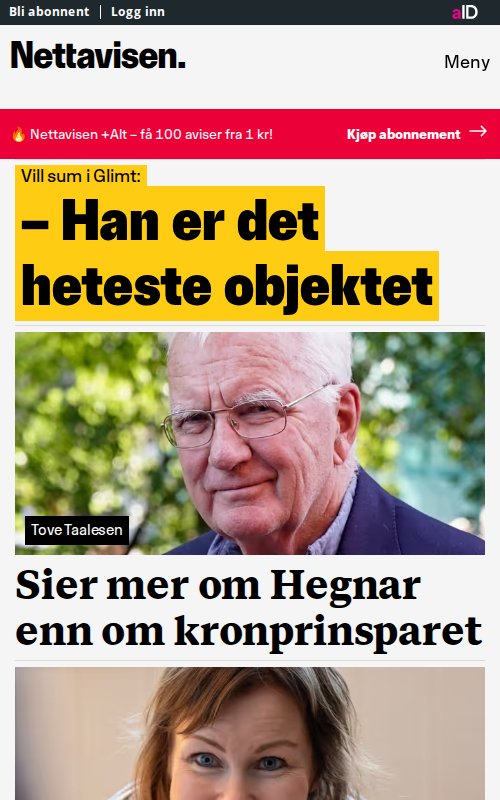 Bli abonnent | Logg inn
aID
Nettavisen.
Meny
Nettavisen +Alt – få 100 aviser fra 1 kr!
Kjøp abonnement →
Vill sum i Glimt:
– Han er det
heteste objektet
Tove Taalesen
Sier mer om Hegnar
enn om kronprinsparet